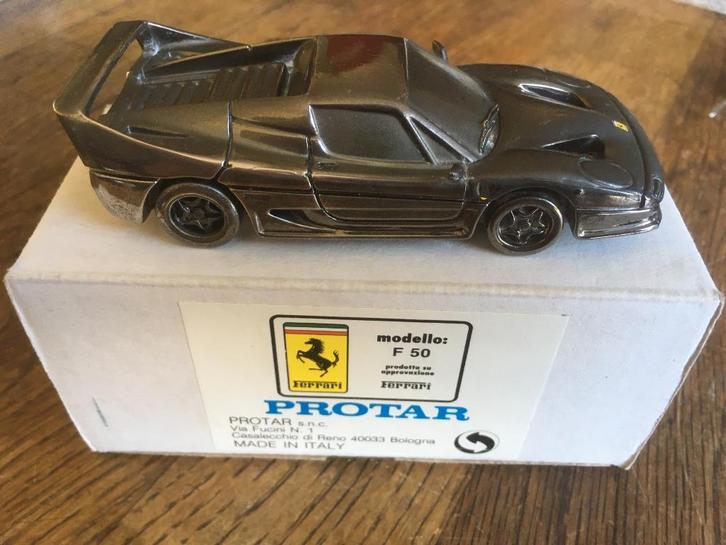 modello:
F 50
prodotto su
approvazione
Ferrari
Ferrari
PROTAR
PROTAR s.n.c.
Via Fucini N. 1
Casalecchio di Reno 40033 Bologna
MADE IN ITALY